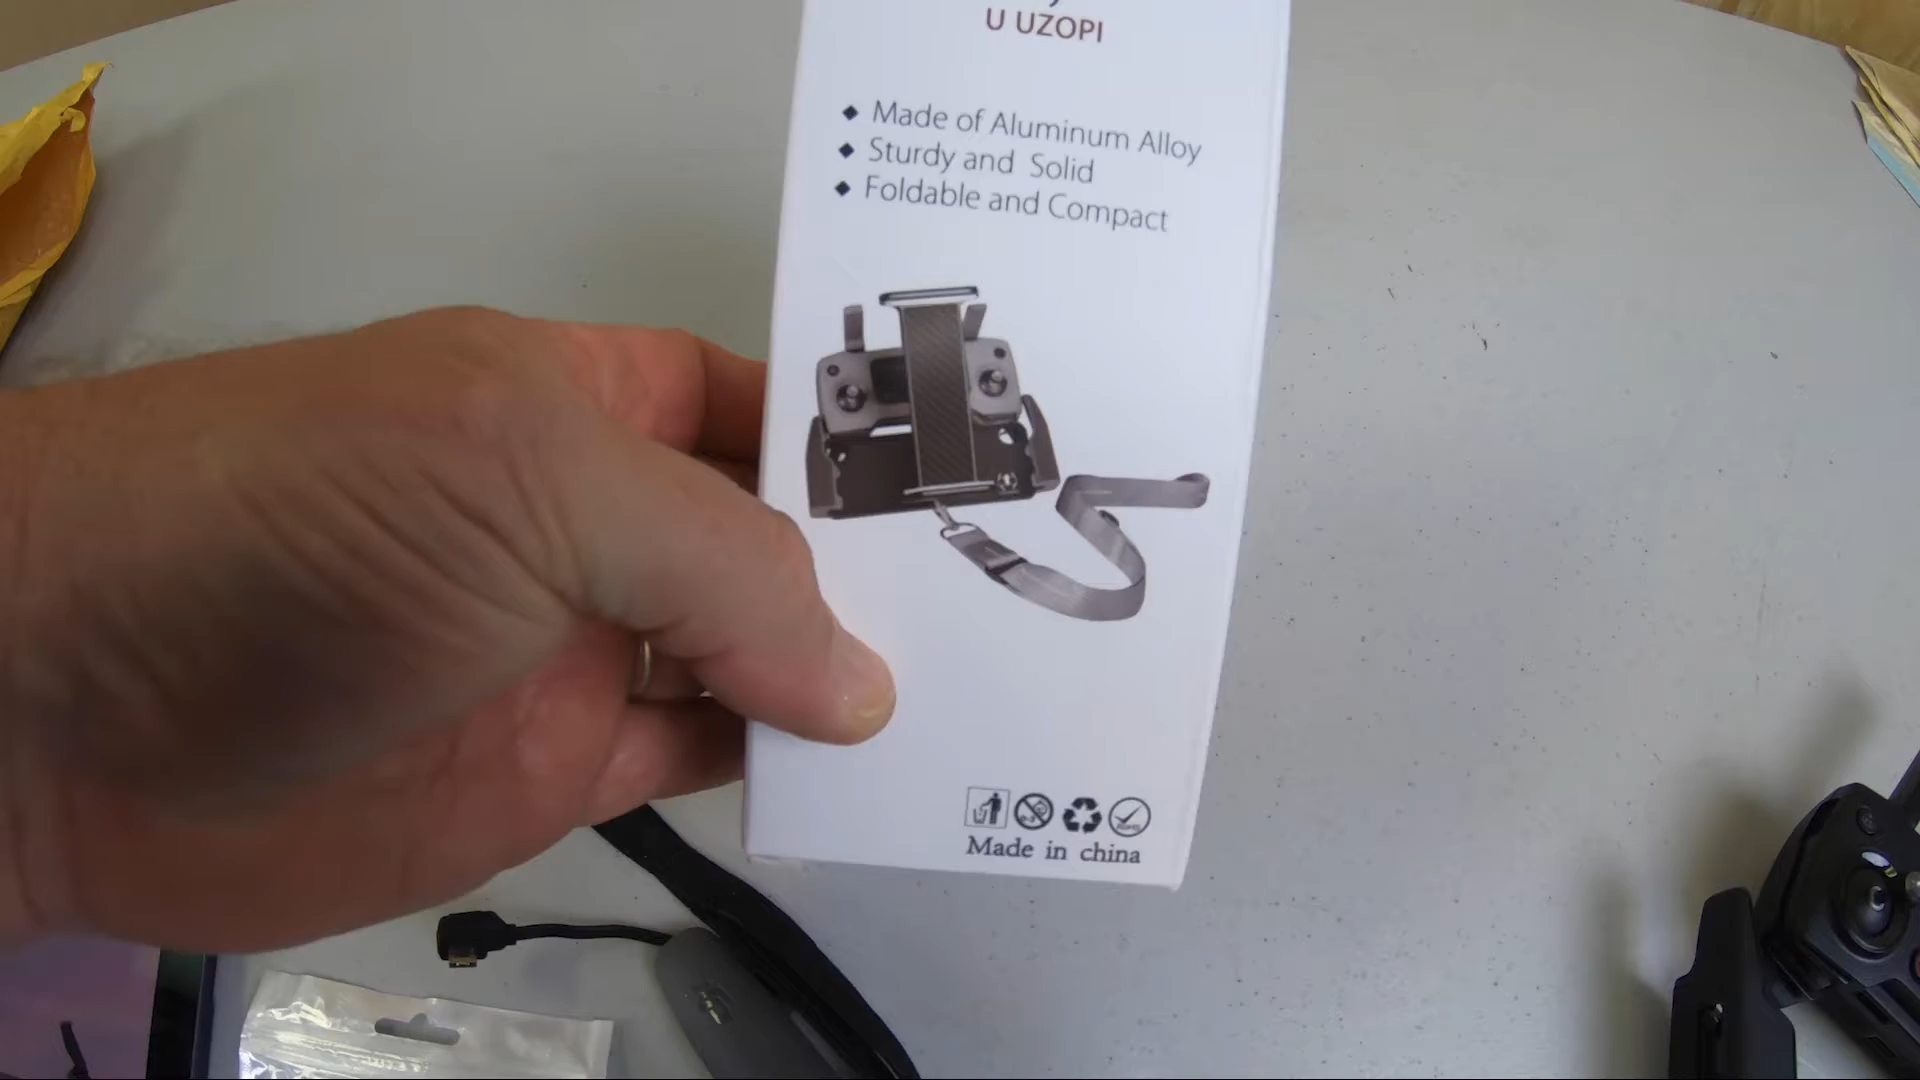 U UZOPI
◆ Made of Aluminum Alloy
◆ Sturdy and Solid
◆ Foldable and Compact
Made in china